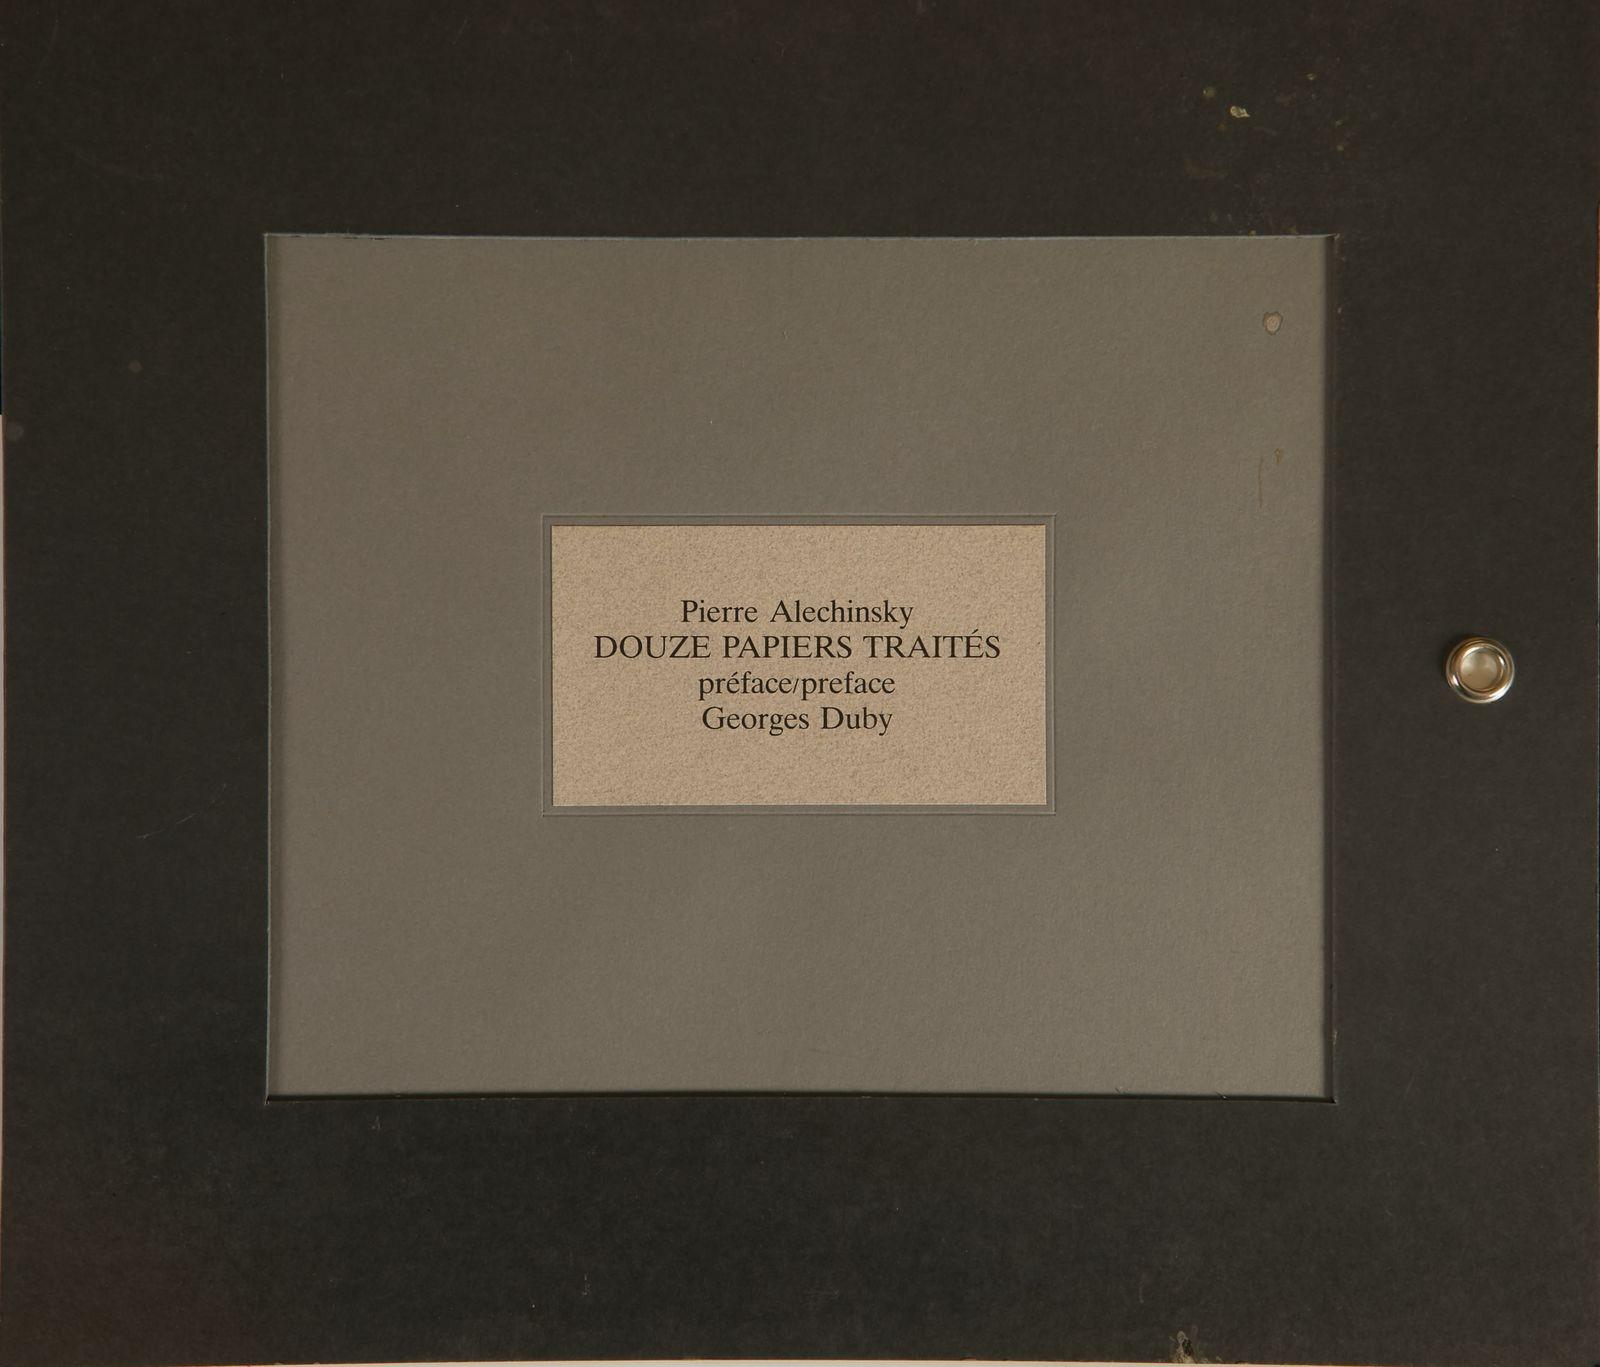 Pierre Alechinsky
DOUZE PAPIERS TRAITÉS
préface/preface
Georges Duby